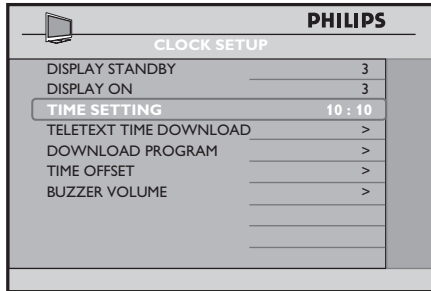 PHILIPS
CLOCK SETUP
DISPLAY STANDBY 3
DISPLAY ON 3
TIME SETTING 10 : 10
TELETEXT TIME DOWNLOAD >
DOWNLOAD PROGRAM >
TIME OFFSET >
BUZZER VOLUME >